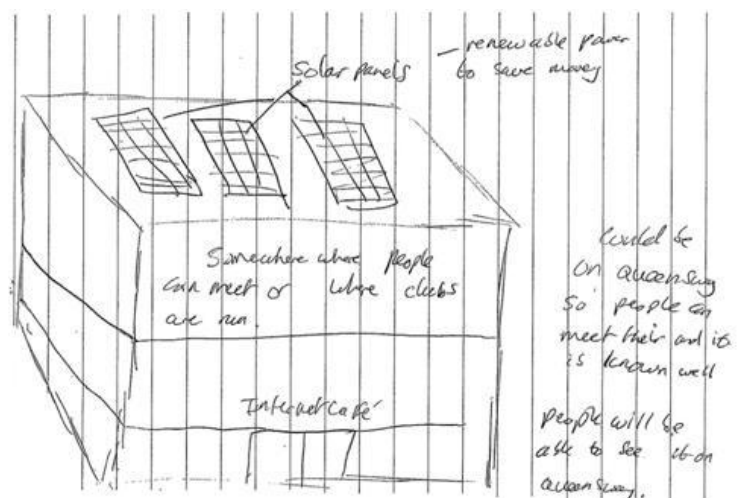 Solar panels
– renewable power
to save money
Somewhere where people
can meet or where clubs
are run.
Internet café
Could be
on queensway
so people can
meet their and it
is known well
people will be
able to see it on
queensway.